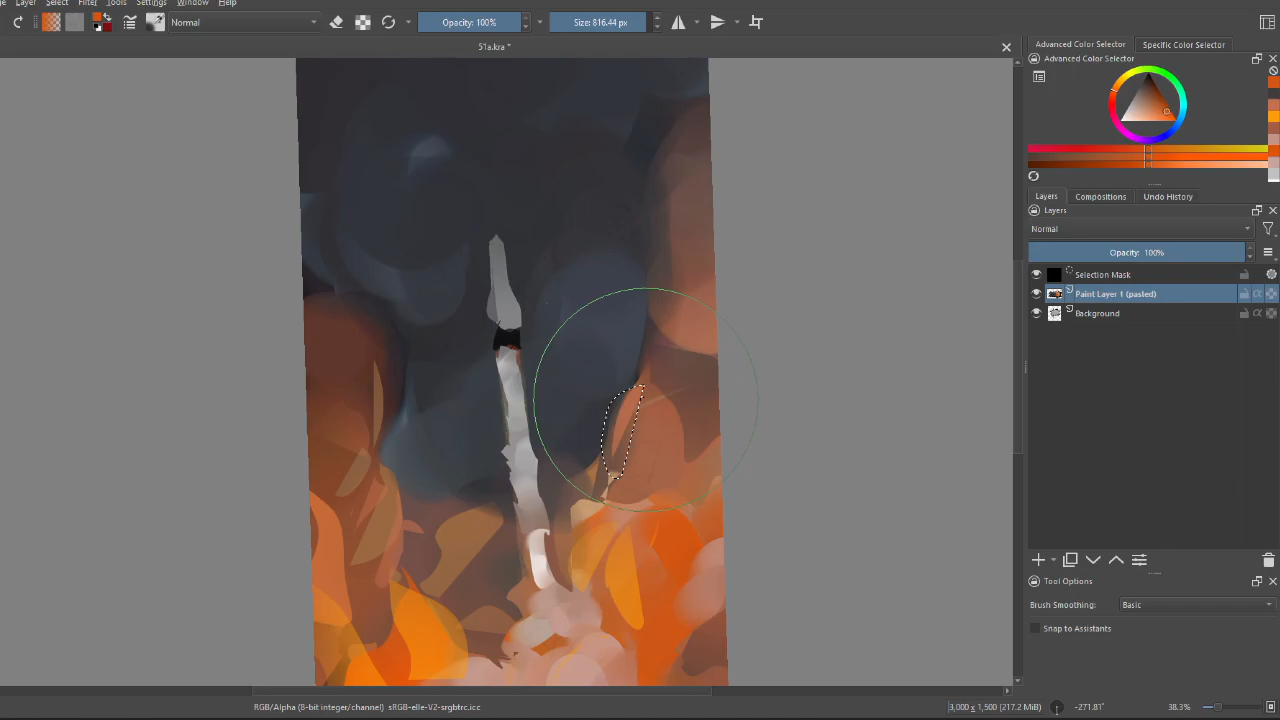 Layer Select Filter Tools Settings Window Help
Normal Opacity: 100% Size: 816.44 px
51a.kra *
Advanced Color Selector Specific Color Selector
Advanced Color Selector
Layers Compositions Undo History
Layers
Normal
Opacity: 100%
Selection Mask
Paint Layer 1 (pasted)
Background
Tool Options
Brush Smoothing: Basic
Snap to Assistants
RGB/Alpha (8-bit integer/channel) sRGB-elle-V2-srgbtrc.icc 3,000 x 1,500 (217.2 MiB) -271.81° 38.3%